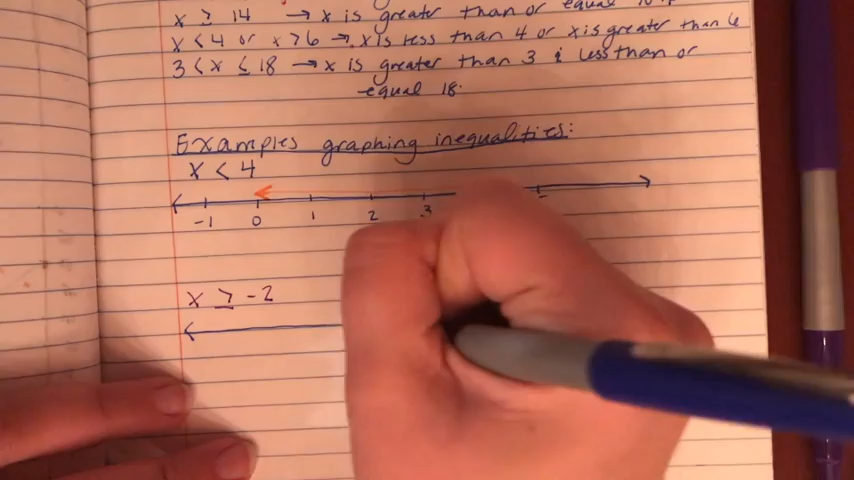 x ≥ 14 → x is greater than or equal
x < 4 or x > 6 → x is less than 4 or x is greater than 6
3 < x ≤ 18 → x is greater than 3 & less than or
equal 18.
Examples graphing inequalities:
x < 4
-1 0 1 2 3
x ≥ -2